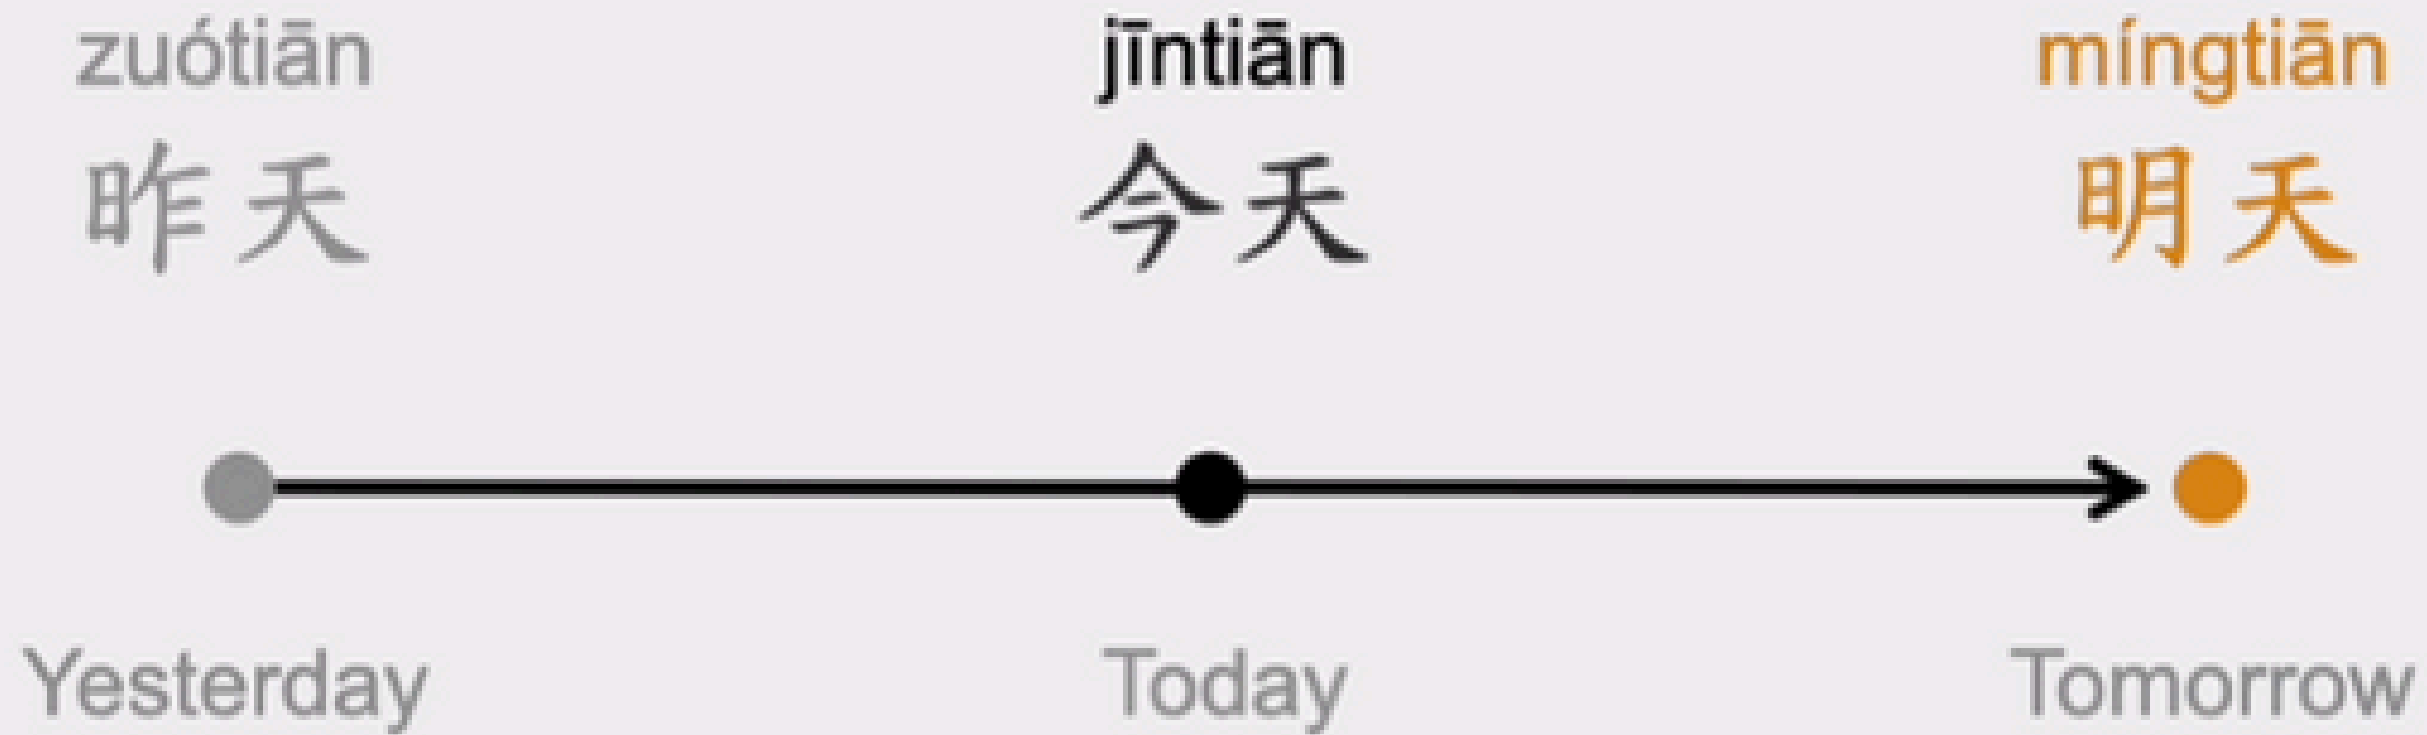 zuótiān jīntiān míngtiān
昨天 今天 明天
Yesterday Today Tomorrow